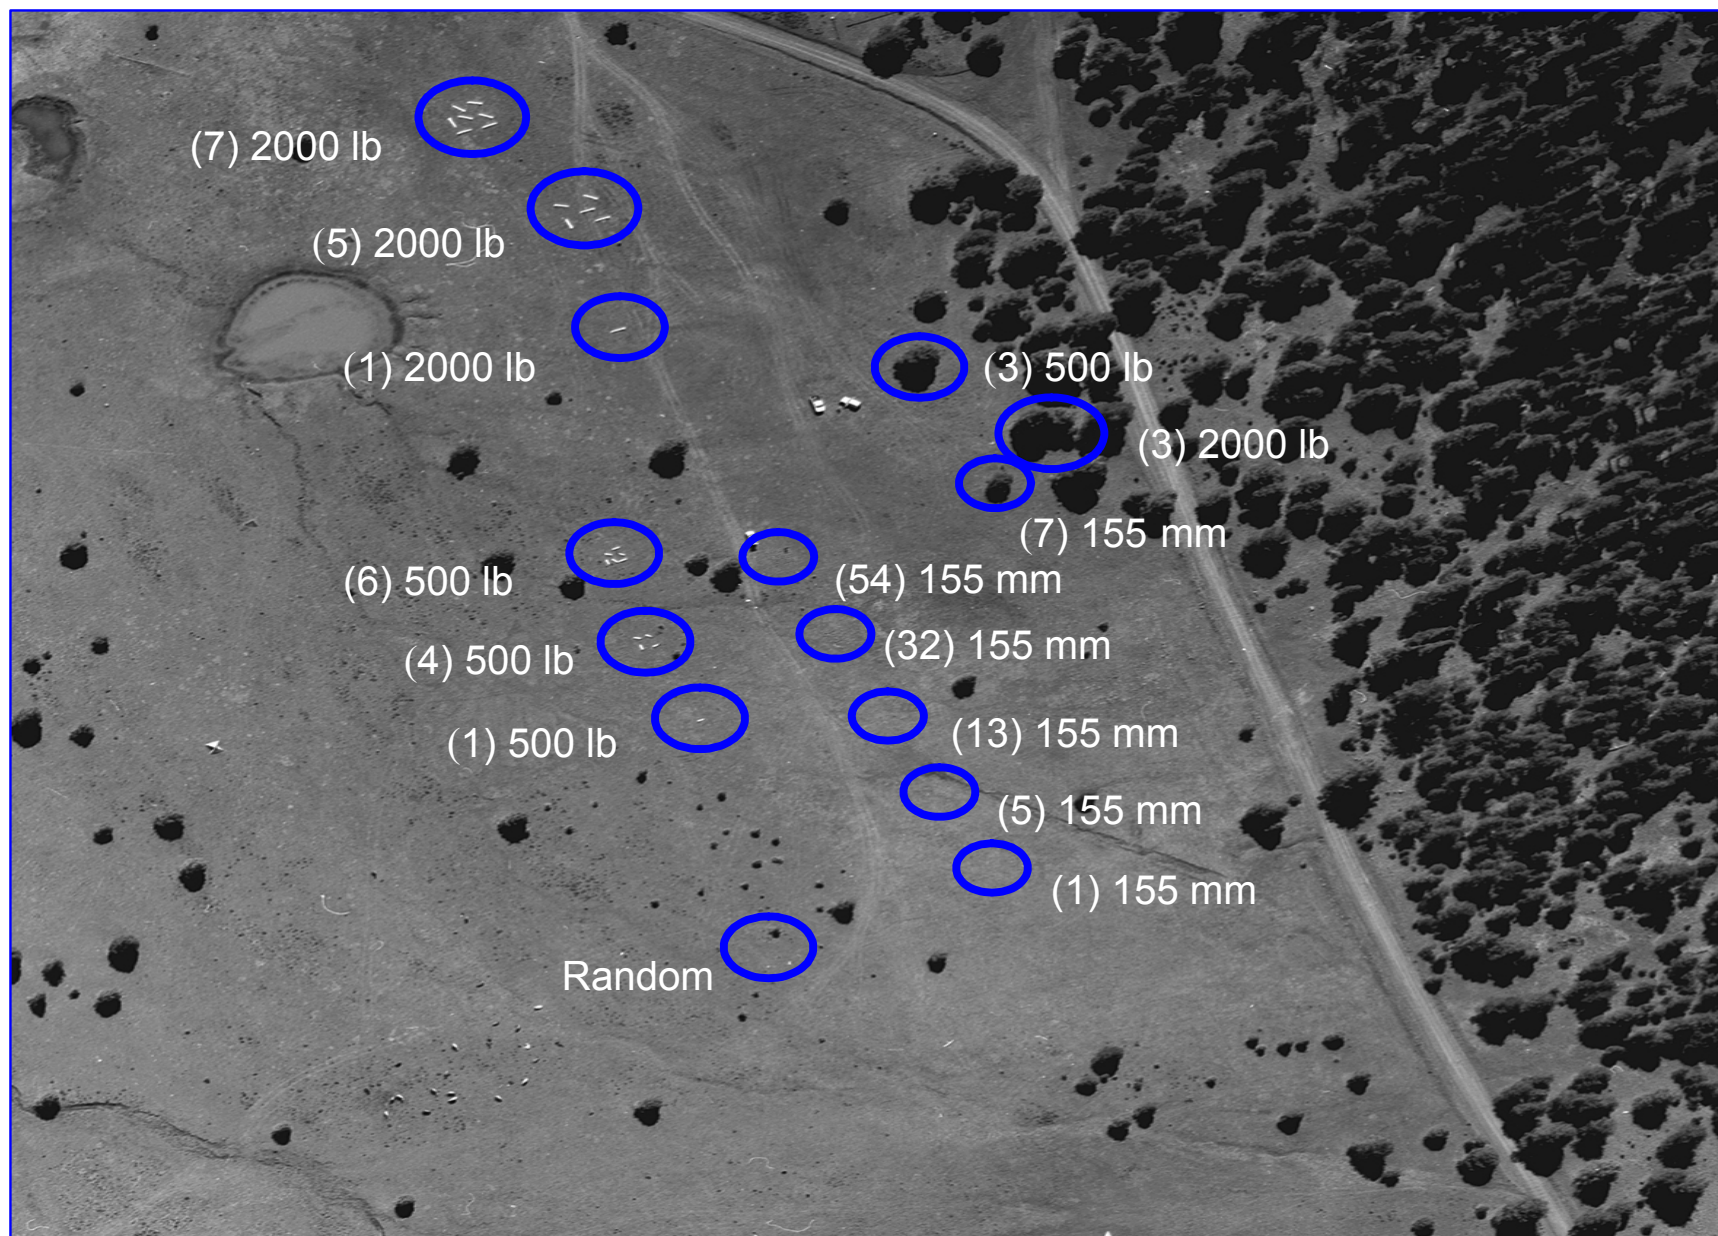 (7) 2000 lb
(5) 2000 lb
(1) 2000 lb
(3) 500 lb
(3) 2000 lb
(7) 155 mm
(6) 500 lb
(54) 155 mm
(4) 500 lb
(32) 155 mm
(1) 500 lb
(13) 155 mm
(5) 155 mm
(1) 155 mm
Random